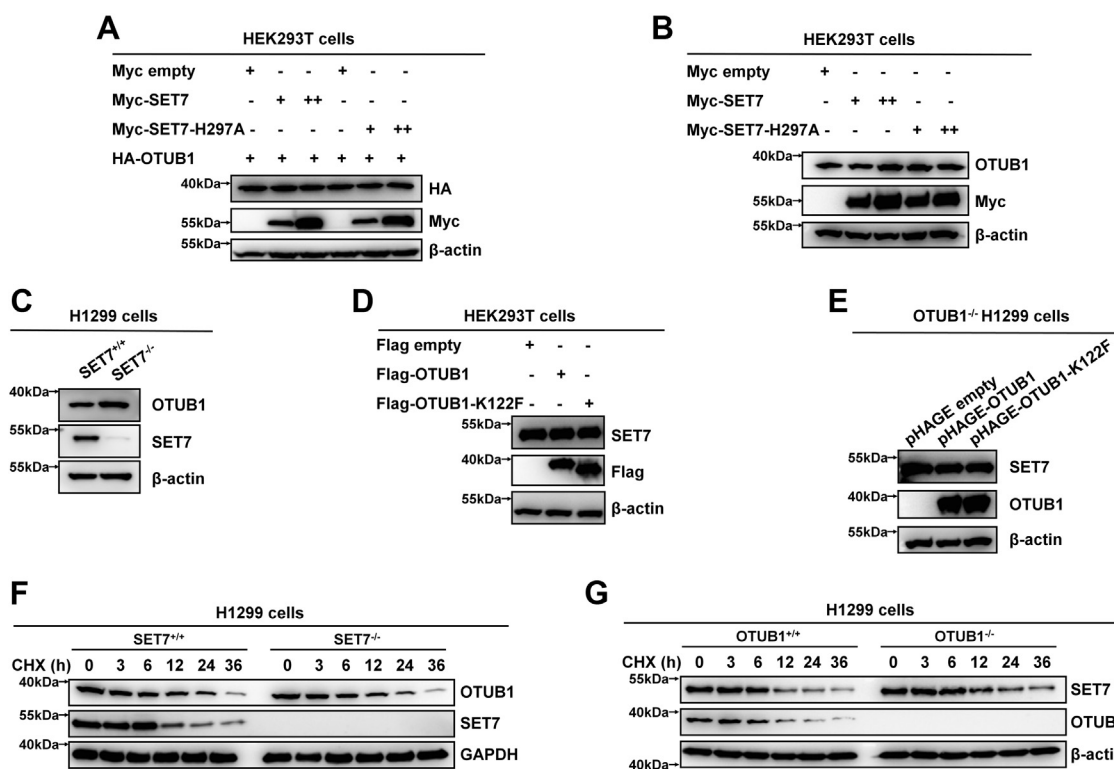 A
HEK293T cells
Myc empty + - - + - -
Myc-SET7 - + ++ - - -
Myc-SET7-H297A - - - - + ++
HA-OTUB1 + + + + + +
40kDa HA
55kDa Myc
55kDa β-actin
B
HEK293T cells
Myc empty + - - - -
Myc-SET7 - + ++ - -
Myc-SET7-H297A - - - + ++
40kDa OTUB1
55kDa Myc
55kDa β-actin
C
H1299 cells
SET7+/+ SET7-/-
40kDa OTUB1
55kDa SET7
55kDa β-actin
D
HEK293T cells
Flag empty + - -
Flag-OTUB1 - + -
Flag-OTUB1-K122F - - +
55kDa SET7
40kDa Flag
55kDa β-actin
E
OTUB1-/- H1299 cells
pHAGE empty
pHAGE-OTUB1
pHAGE-OTUB1-K122F
55kDa SET7
40kDa OTUB1
55kDa β-actin
F
H1299 cells
SET7+/+ SET7-/-
CHX (h) 0 3 6 12 24 36 0 3 6 12 24 36
40kDa OTUB1
55kDa SET7
40kDa GAPDH
G
H1299 cells
OTUB1+/+ OTUB1-/-
CHX (h) 0 3 6 12 24 36 0 3 6 12 24 36
55kDa SET7
40kDa OTUB
40kDa β-acti